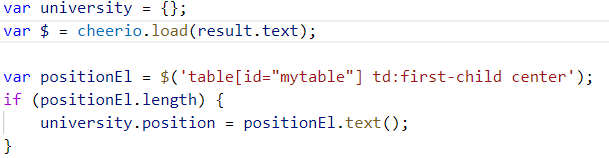 var university = {};
var $ = cheerio.load(result.text);
var positionEl = $('table[id="mytable"] td:first-child center');
if (positionEl.length) {
    university.position = positionEl.text();
}